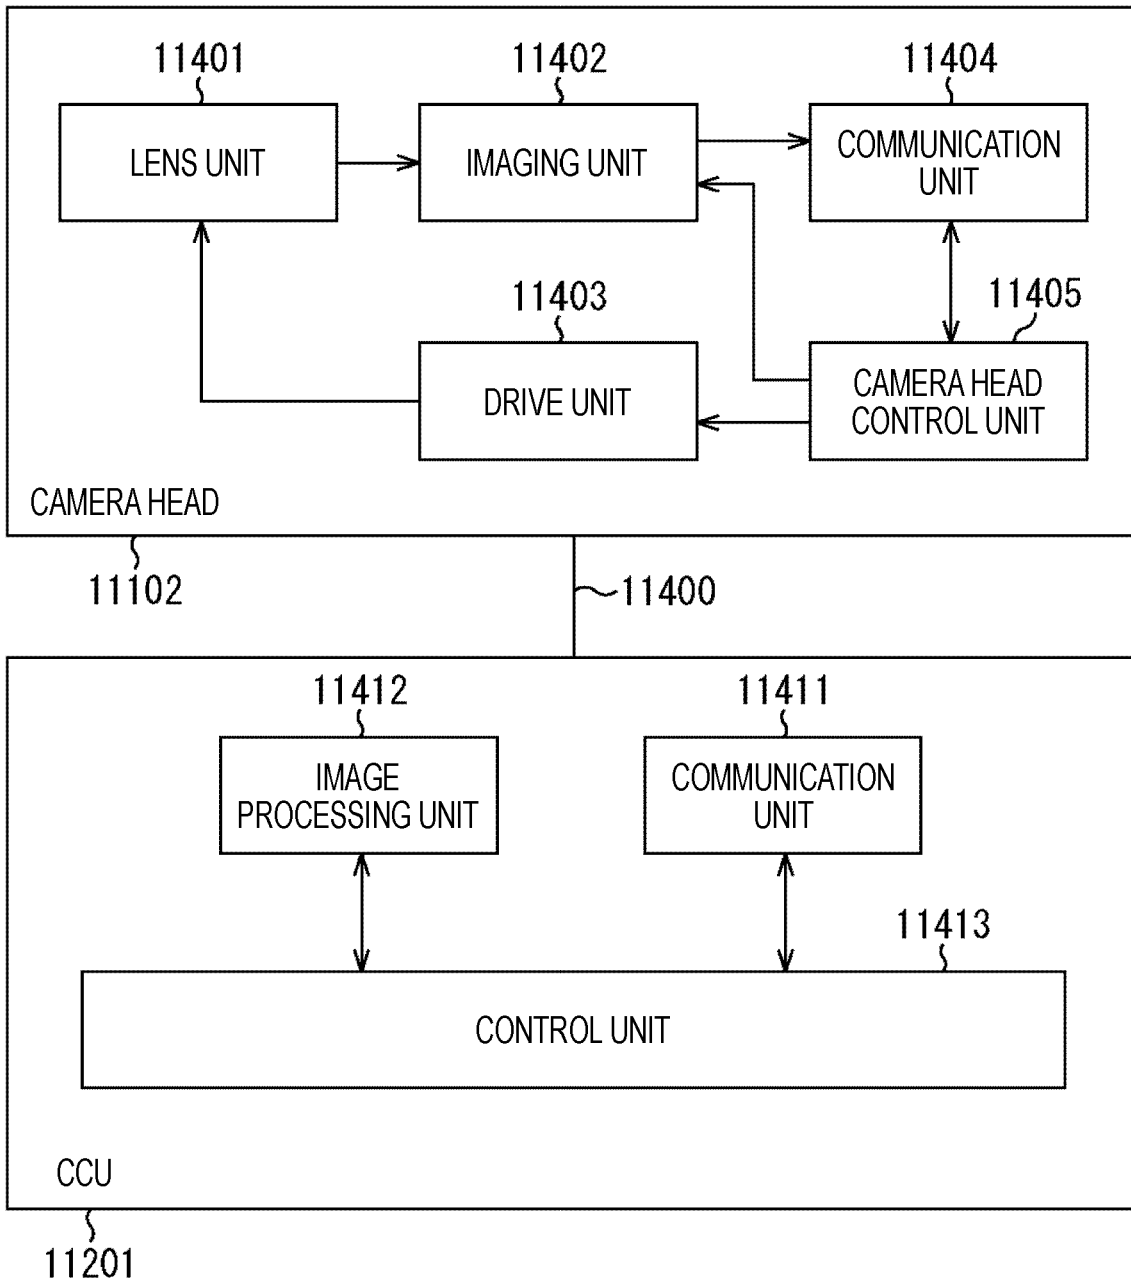 11401
11402
11404
LENS UNIT
IMAGING UNIT
COMMUNICATION
UNIT
11403
11405
DRIVE UNIT
CAMERA HEAD
CONTROL UNIT
CAMERA HEAD
11102
11400
11412
11411
IMAGE
PROCESSING UNIT
COMMUNICATION
UNIT
11413
CONTROL UNIT
CCU
11201